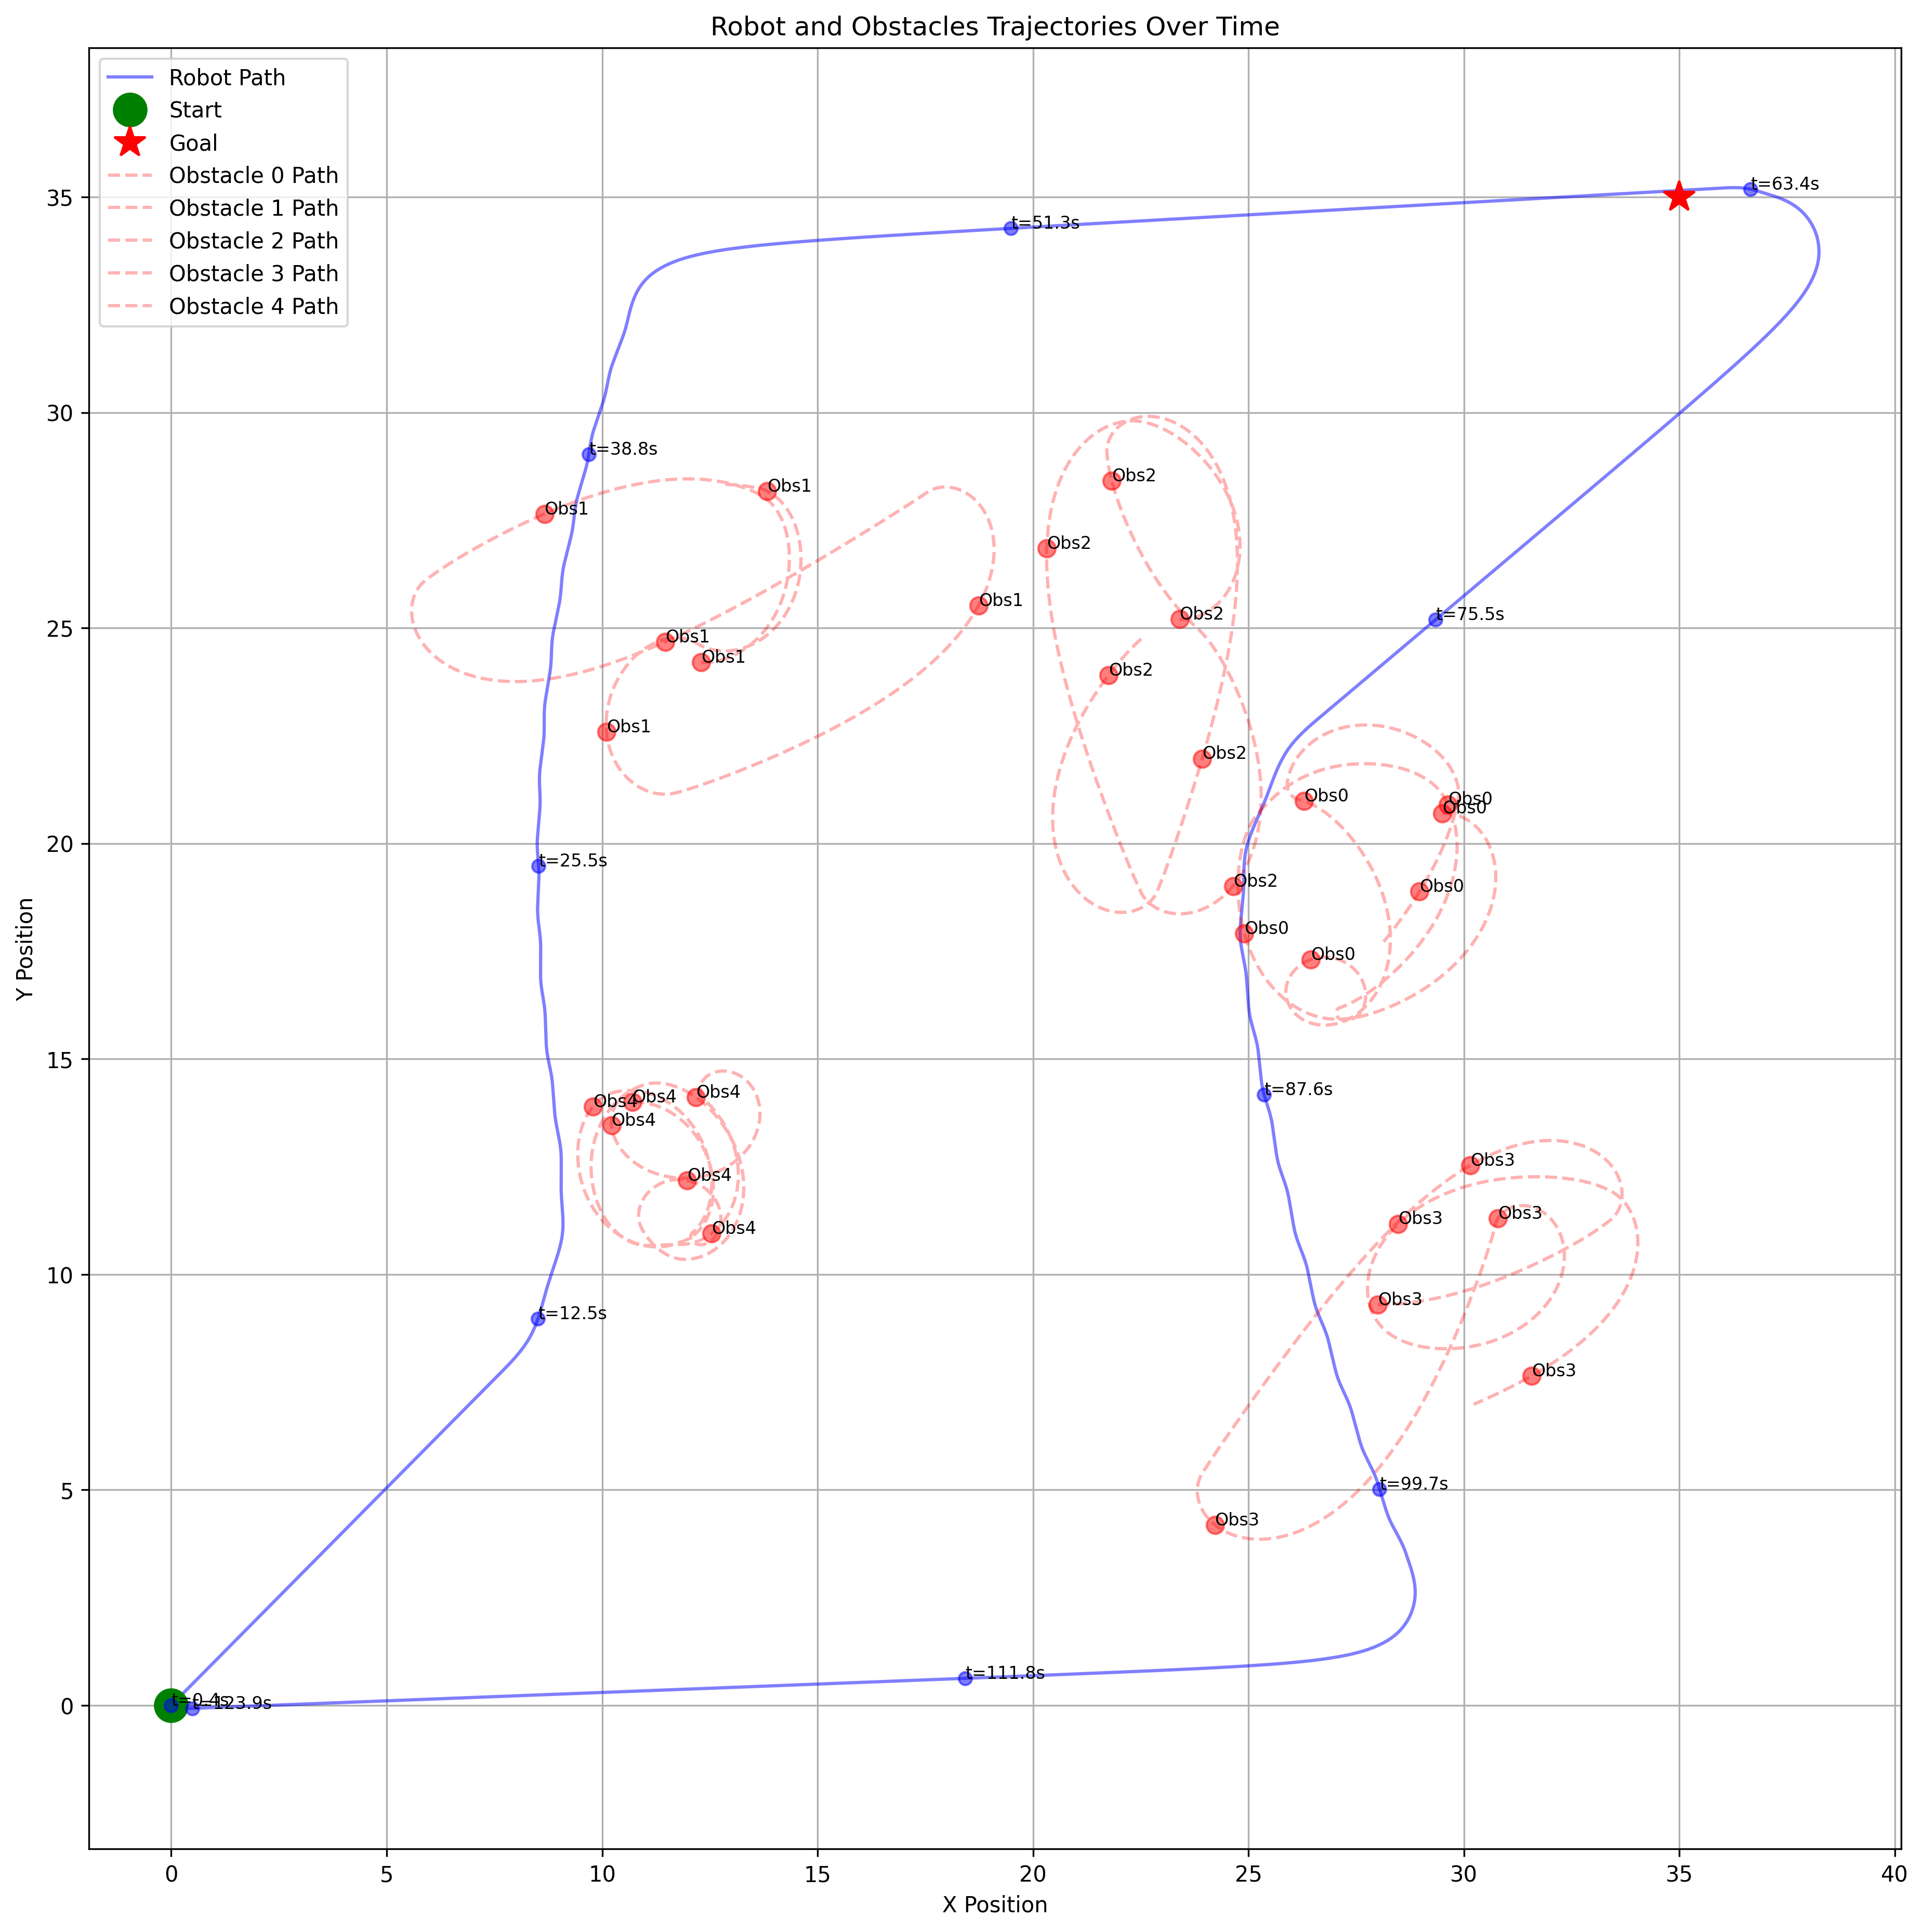 Robot and Obstacles Trajectories Over Time
Robot Path
Start
Goal
Obstacle 0 Path
Obstacle 1 Path
Obstacle 2 Path
Obstacle 3 Path
Obstacle 4 Path
t=63.4s
t=51.3s
t=38.8s
Obs2
Obs1
Obs1
Obs2
Obs1
Obs2
t=75.5s
Obs1
Obs1
Obs2
Obs1
Obs2
Obs0
Obs0
Obs0
t=25.5s
Obs2
Obs0
Obs0
Obs0
t=87.6s
Obs4
Obs4
Obs4
Obs4
Obs4
Obs4
Obs3
Obs3
Obs3
Obs3
t=12.5s
Obs3
t=99.7s
Obs3
t=111.8s
t=0.4s
t=123.9s
35
30
25
20
15
10
5
0
Y Position
0 5 10 15 20 25 30 35 40
X Position